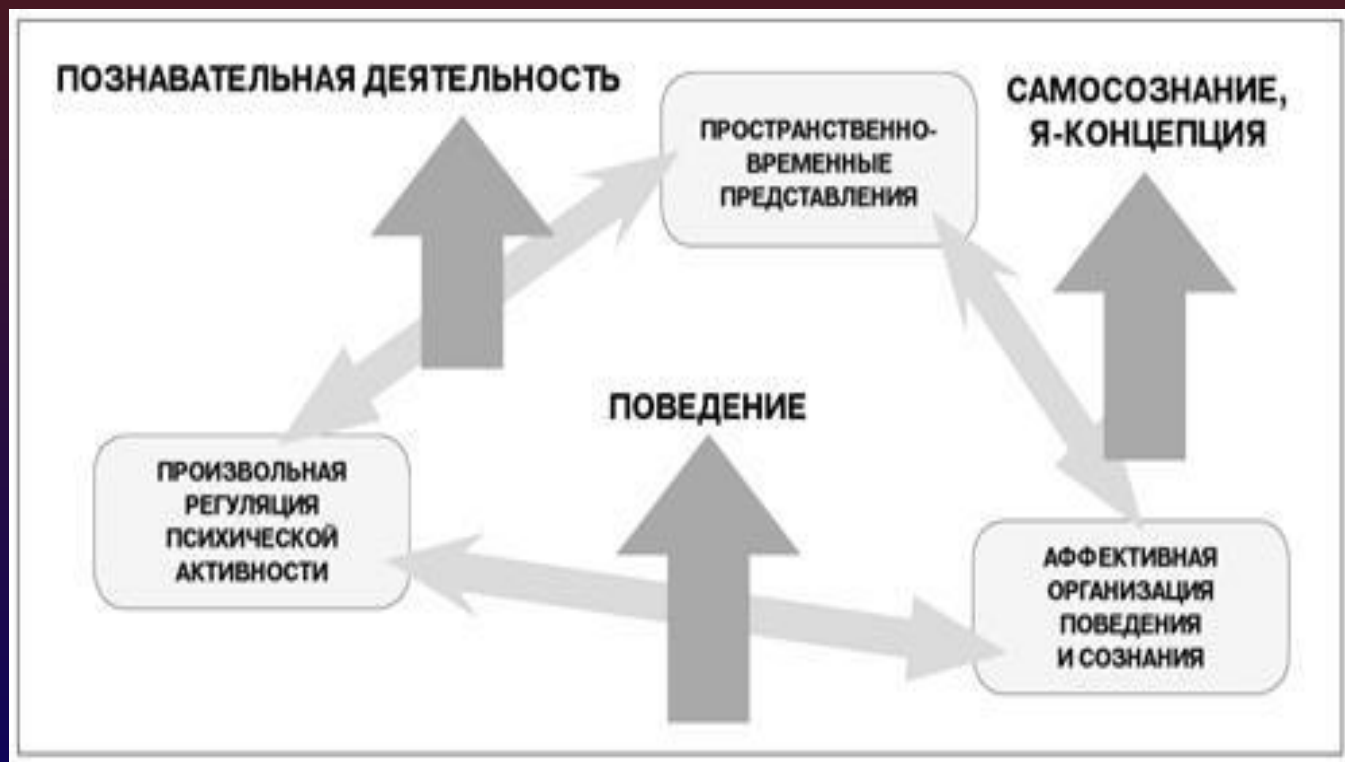 ПОЗНАВАТЕЛЬНАЯ ДЕЯТЕЛЬНОСТЬ
ПРОСТРАНСТВЕННО-
ВРЕМЕННЫЕ
ПРЕДСТАВЛЕНИЯ
САМОСОЗНАНИЕ,
Я-КОНЦЕПЦИЯ
ПОВЕДЕНИЕ
ПРОИЗВОЛЬНАЯ
РЕГУЛЯЦИЯ
ПСИХИЧЕСКОЙ
АКТИВНОСТИ
АФФЕКТИВНАЯ
ОРГАНИЗАЦИЯ
ПОВЕДЕНИЯ
И СОЗНАНИЯ